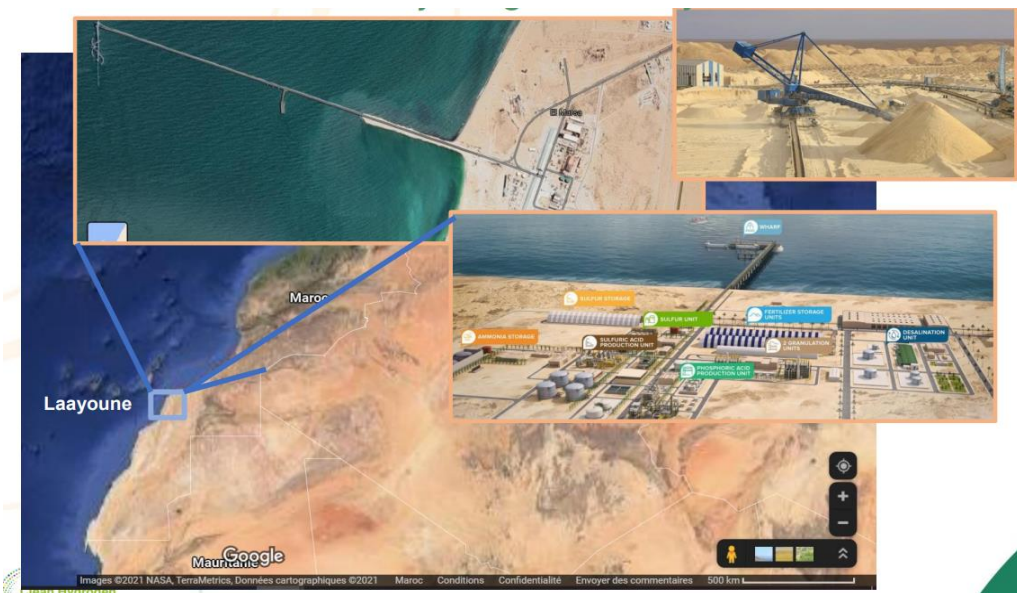 El Marsa
WHARF
SULFUR STORAGE
SULFUR UNIT
FERTILIZER STORAGE
UNITS
AMMONIA STORAGE
SULFURIC ACID
PRODUCTION UNIT
2 GRANULATION
UNITS
DESALINATION
UNIT
PHOSPHORIC ACID
PRODUCTION UNIT
Maroc
Laayoune
Mauritanie
Google
Images ©2021 NASA, TerraMetrics, Données cartographiques ©2021 Maroc Conditions Confidentialité Envoyer des commentaires 500 km
Clean Hydrogen